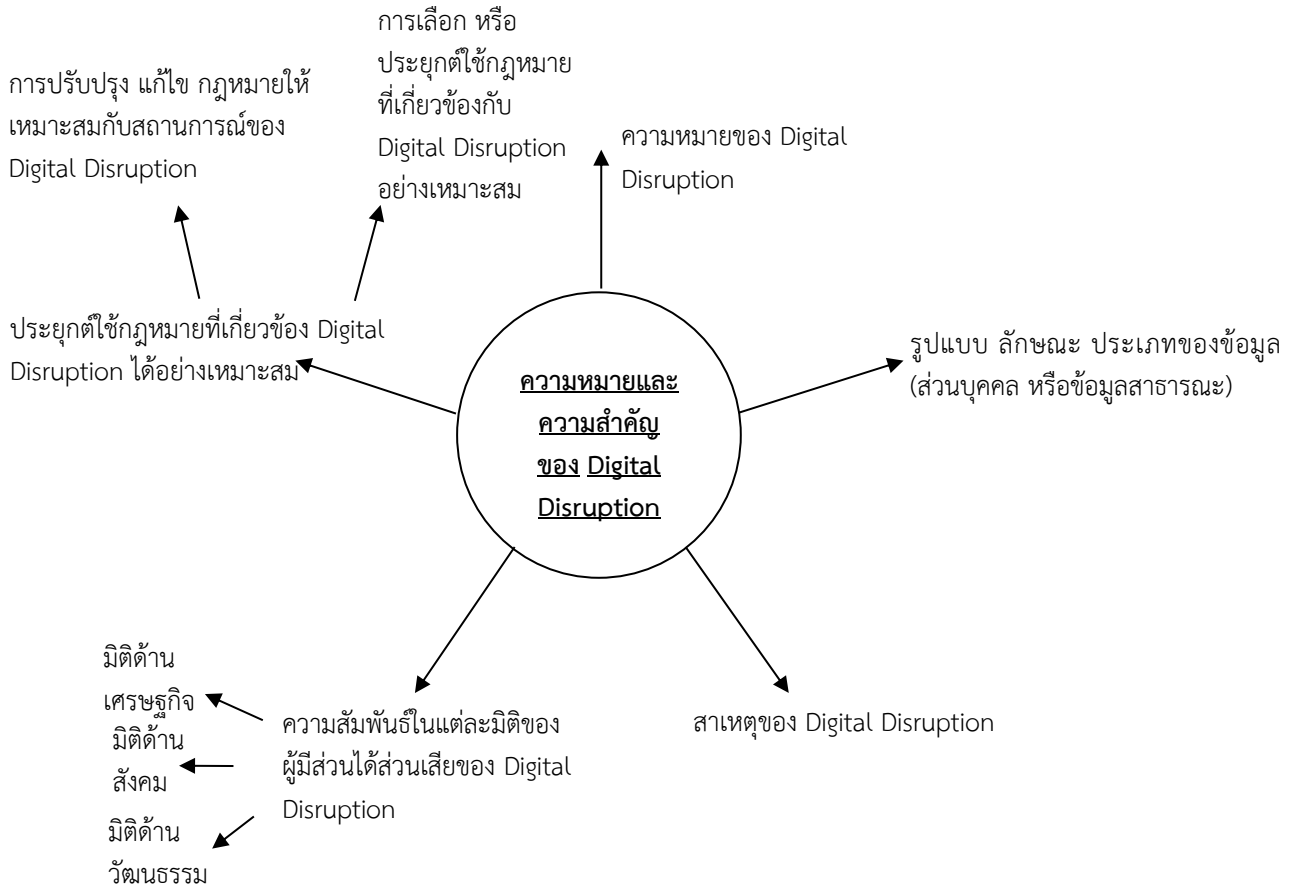 การเลือก หรือ
ประยุกต์ใช้กฎหมาย
ที่เกี่ยวข้องกับ
Digital Disruption
อย่างเหมาะสม
การปรับปรุง แก้ไข กฎหมายให้
เหมาะสมกับสถานการณ์ของ
Digital Disruption
ความหมายของ Digital
Disruption
ประยุกต์ใช้กฎหมายที่เกี่ยวข้อง Digital
Disruption ได้อย่างเหมาะสม
รูปแบบ ลักษณะ ประเภทของข้อมูล
(ส่วนบุคคล หรือข้อมูลสาธารณะ)
ความหมายและ
ความสำคัญ
ของ Digital
Disruption
มิติด้าน
เศรษฐกิจ
มิติด้าน
สังคม
มิติด้าน
วัฒนธรรม
ความสัมพันธ์ในแต่ละมิติของ
ผู้มีส่วนได้ส่วนเสียของ Digital
Disruption
สาเหตุของ Digital Disruption